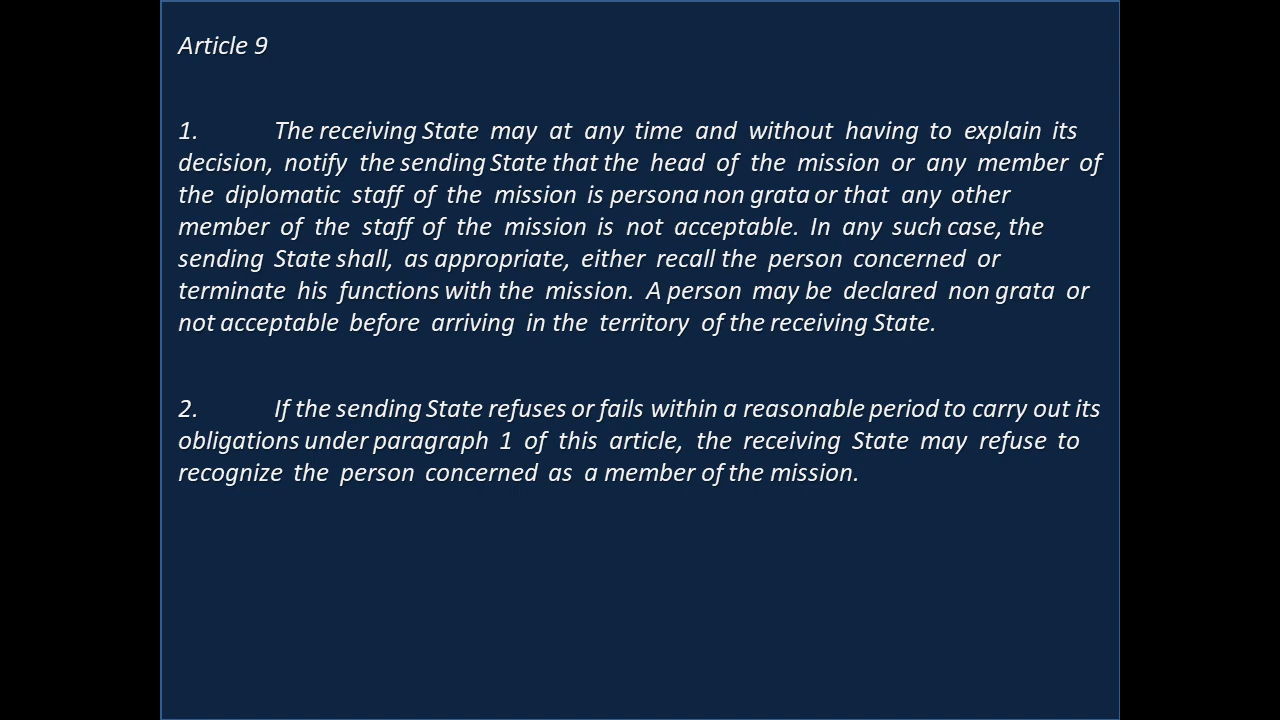 Article 9
1. The receiving State may at any time and without having to explain its
decision, notify the sending State that the head of the mission or any member of
the diplomatic staff of the mission is persona non grata or that any other
member of the staff of the mission is not acceptable. In any such case, the
sending State shall, as appropriate, either recall the person concerned or
terminate his functions with the mission. A person may be declared non grata or
not acceptable before arriving in the territory of the receiving State.
2. If the sending State refuses or fails within a reasonable period to carry out its
obligations under paragraph 1 of this article, the receiving State may refuse to
recognize the person concerned as a member of the mission.